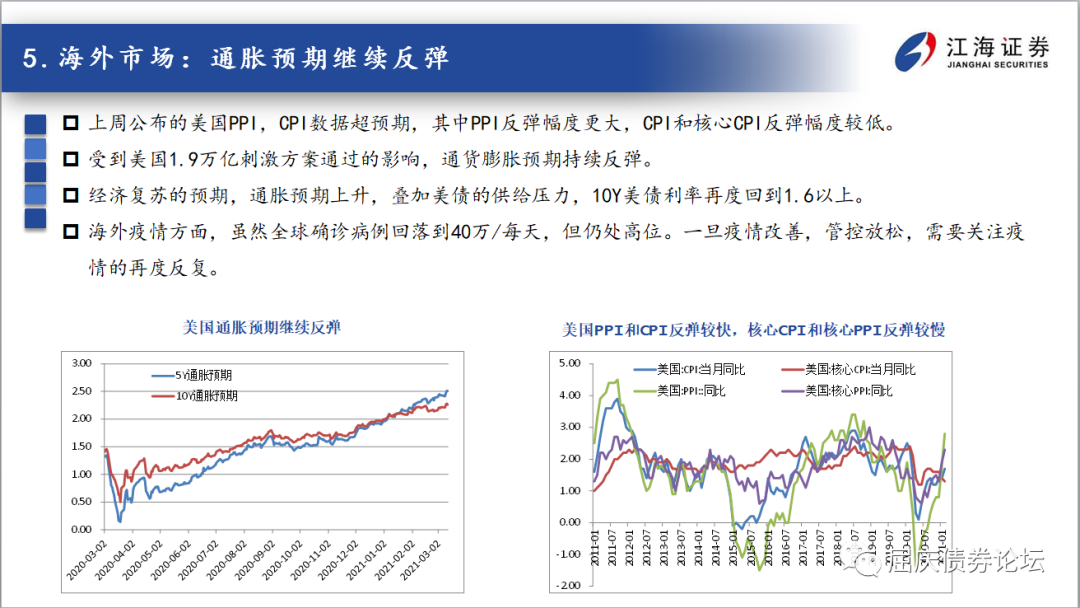 5.海外市场：通胀预期继续反弹
江海证券
JIANGHAI SECURITIES
上周公布的美国PPI，CPI数据超预期，其中PPI反弹幅度更大，CPI和核心CPI反弹幅度较低。
受到美国1.9万亿刺激方案通过的影响，通货膨胀预期持续反弹。
经济复苏的预期，通胀预期上升，叠加美债的供给压力，10Y美债利率再度回到1.6以上。
海外疫情方面，虽然全球确诊病例回落到40万/每天，但仍处高位。一旦疫情改善，管控放松，需要关注疫
情的再度反复。
美国通胀预期继续反弹
3.00
2.50
2.00
1.50
1.00
0.50
0.00
5Y通胀预期
10Y通胀预期
2020-03-02
2020-04-02
2020-05-02
2020-06-02
2020-07-02
2020-08-02
2020-09-02
2020-10-02
2020-11-02
2020-12-02
2021-01-02
2021-02-02
2021-03-02
美国PPI和CPI反弹较快，核心CPI和核心PPI反弹较慢
5.00
4.00
3.00
2.00
1.00
0.00
-1.00
-2.00
美国:CPI:当月同比
美国:核心CPI:当月同比
美国:PPI::同比
美国:核心PPI:同比
2011-01
2011-07
2012-01
2012-07
2013-01
2013-07
2014-01
2014-07
2015-01
2015-07
2016-01
2016-07
2017-01
2017-07
2018-01
2018-07
2019-01
2019-07
2020-01
2020-07
2021-01
屈庆债券论坛